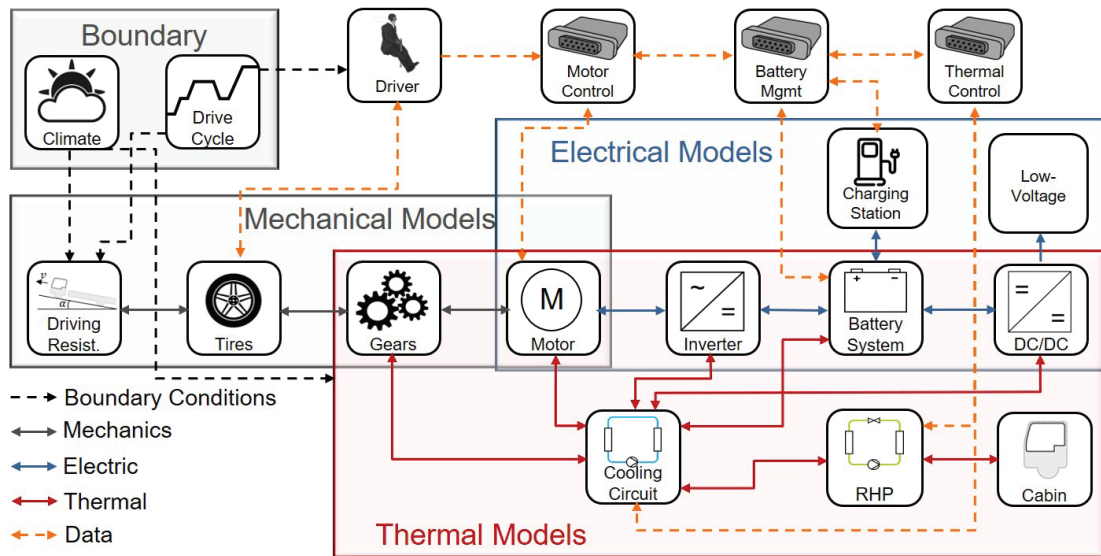 Boundary
Climate
Drive
Cycle
Driver
Motor
Control
Battery
Mgmt
Thermal
Control
Electrical Models
Charging
Station
Low-
Voltage
Mechanical Models
v
α
Driving
Resist.
Tires
Gears
M
Motor
~
=
Inverter
+ -
Battery
System
=
=
DC/DC
Boundary Conditions
Mechanics
Electric
Thermal
Data
Cooling
Circuit
RHP
Cabin
Thermal Models